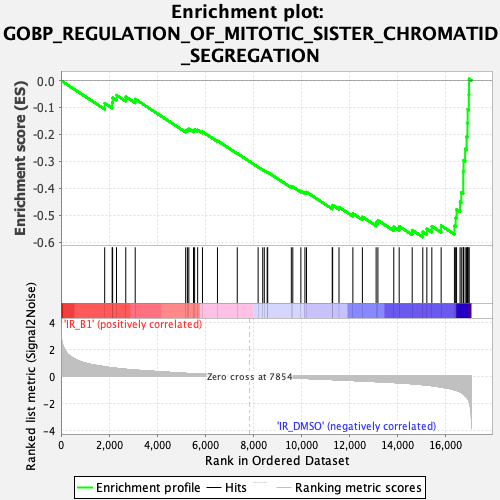 Enrichment plot:
GOBP_REGULATION_OF_MITOTIC_SISTER_CHROMATID
_SEGREGATION
Enrichment score (ES)
0.0
-0.1
-0.2
-0.3
-0.4
-0.5
-0.6
'IR_B1' (positively correlated)
Ranked list metric (Signal2Noise)
4
2
0
-2
-4
Zero cross at 7854
'IR_DMSO' (negatively correlated)
0
2,000
4,000
6,000
8,000
10,000
12,000
14,000
16,000
Rank in Ordered Dataset
Enrichment profile
Hits
Ranking metric scores